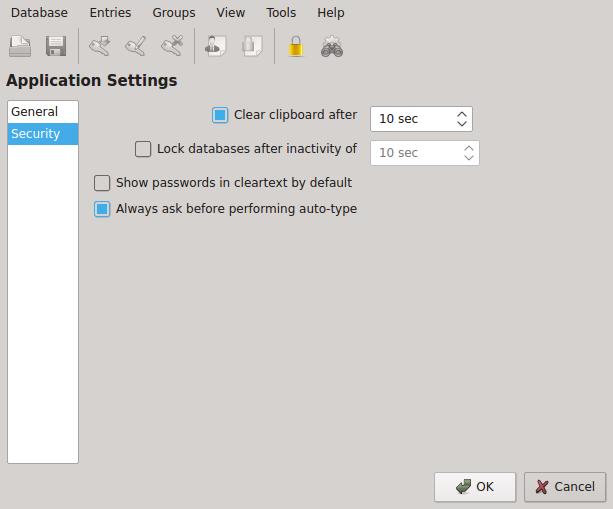 Database Entries Groups View Tools Help
Application Settings
General
Security
Clear clipboard after 10 sec
Lock databases after inactivity of 10 sec
Show passwords in cleartext by default
Always ask before performing auto-type
OK Cancel